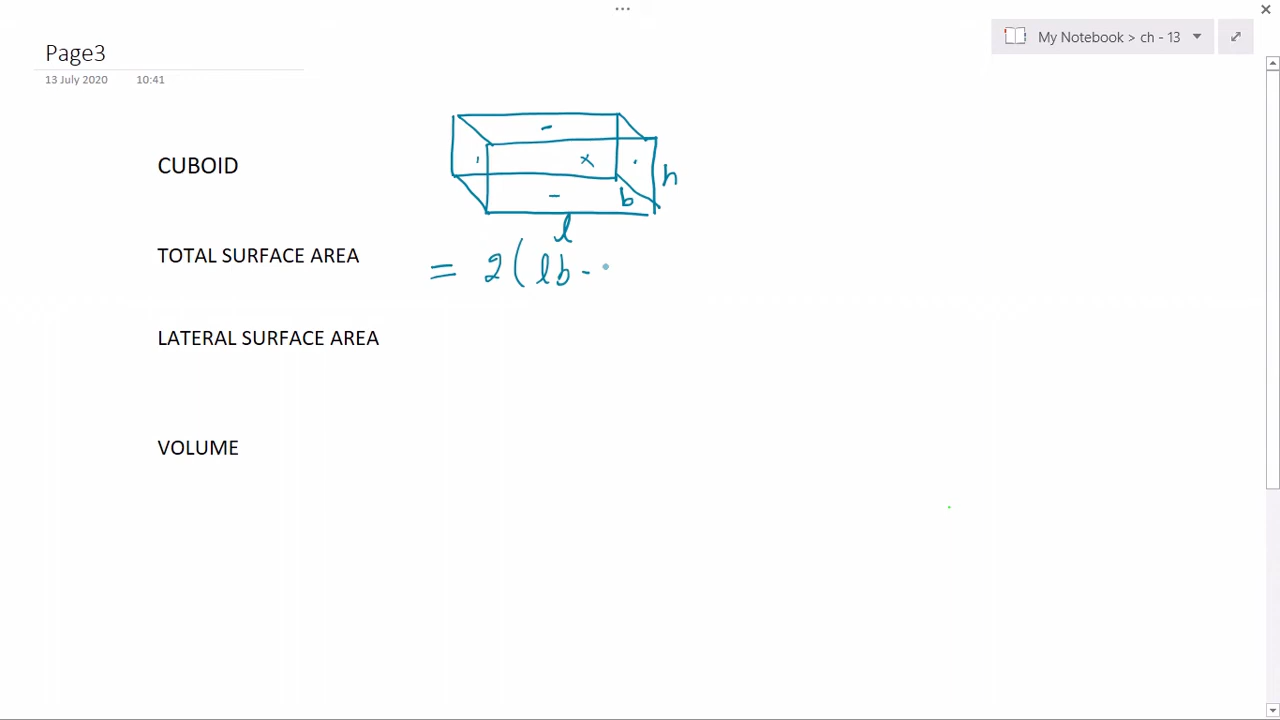 ...
My Notebook > ch - 13
Page3
13 July 2020 10:41
CUBOID
h
b
l
TOTAL SURFACE AREA = 2 ( lb -
LATERAL SURFACE AREA
VOLUME